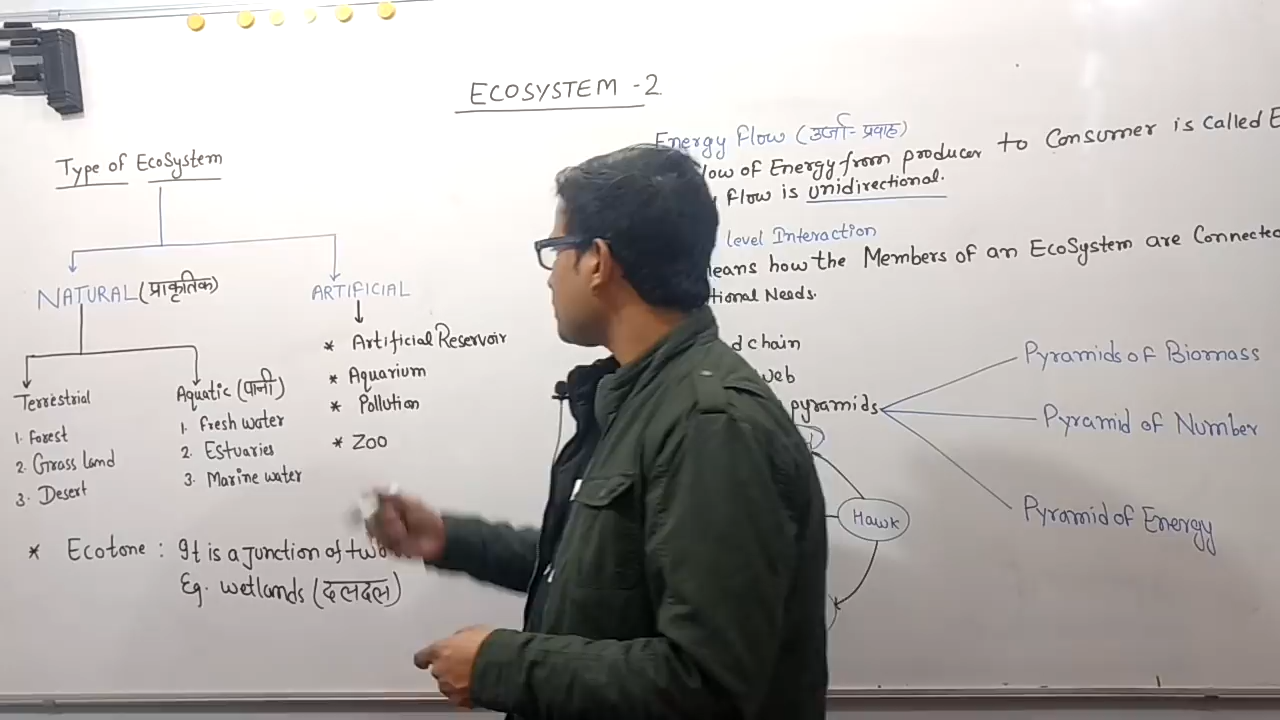 ECOSYSTEM -2
Type of EcoSystem
NATURAL (प्राकृतिक)
ARTIFICIAL
* Artificial Reservoir
* Aquarium
* Pollution
* Zoo
Terrestrial
1. Forest
2. Grass land
3. Desert
Aquatic (पानी)
1. Fresh water
2. Estuaries
3. Marine water
* Ecotone : It is a junction of two
Eg. wetlands (दलदल)
Energy Flow (उर्जा-प्रवाह)
low of Energy from producer to Consumer is called E
Flow is unidirectional.
level Interaction
eans how the Members of an EcoSystem are Connected
tional Needs.
d chain
web
pyramids
Pyramids of Biomass
Pyramid of Number
Pyramid of Energy
Hawk